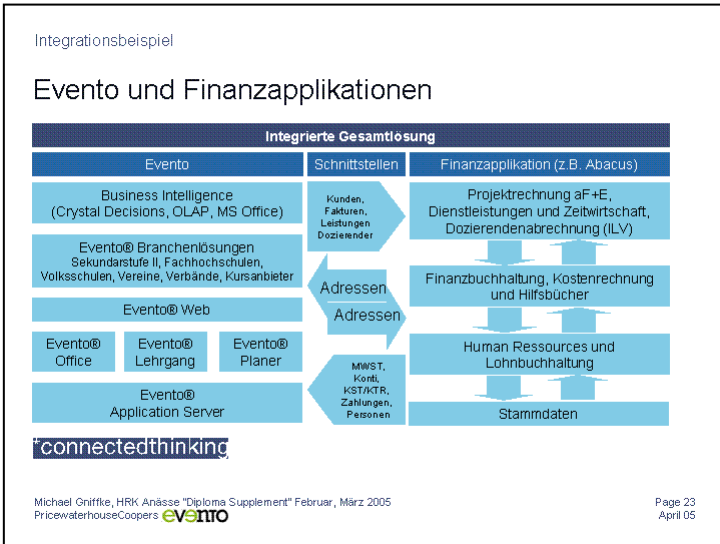 Integrationsbeispiel
Evento und Finanzapplikationen
Integrierte Gesamtlösung
Evento
Schnittstellen
Finanzapplikation (z.B. Abacus)
Business Intelligence
(Crystal Decisions, OLAP, MS Office)
Evento® Branchenlösungen
Sekundarstufe II, Fachhochschulen,
Volksschulen, Vereine, Verbände, Kursanbieter
Evento® Web
Evento®
Office
Evento®
Lehrgang
Evento®
Planer
Evento®
Application Server
Kunden,
Fakturen,
Leistungen
Dozierender
Adressen
Adressen
MWST,
Konti,
KST/KTR,
Zahlungen,
Personen
Projektrechnung aF+E,
Dienstleistungen und Zeitwirtschaft,
Dozierendenabrechnung (ILV)
Finanzbuchhaltung, Kostenrechnung
und Hilfsbücher
Human Ressources und
Lohnbuchhaltung
Stammdaten
*connectedthinking
Michael Gniffke, HRK Anässe "Diploma Supplement" Februar, März 2005
PricewaterhouseCoopers evento
Page 23
April 05